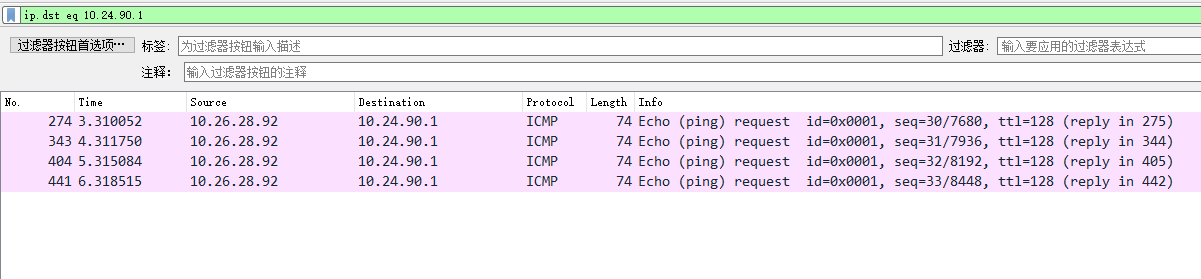 ip.dst eq 10.24.90.1
过滤器按钮首选项… 标签: 为过滤器按钮输入描述 过滤器: 输入要应用的过滤器表达式
注释: 输入过滤器按钮的注释
No. Time Source Destination Protocol Length Info
274 3.310052 10.26.28.92 10.24.90.1 ICMP 74 Echo (ping) request id=0x0001, seq=30/7680, ttl=128 (reply in 275)
343 4.311750 10.26.28.92 10.24.90.1 ICMP 74 Echo (ping) request id=0x0001, seq=31/7936, ttl=128 (reply in 344)
404 5.315084 10.26.28.92 10.24.90.1 ICMP 74 Echo (ping) request id=0x0001, seq=32/8192, ttl=128 (reply in 405)
441 6.318515 10.26.28.92 10.24.90.1 ICMP 74 Echo (ping) request id=0x0001, seq=33/8448, ttl=128 (reply in 442)